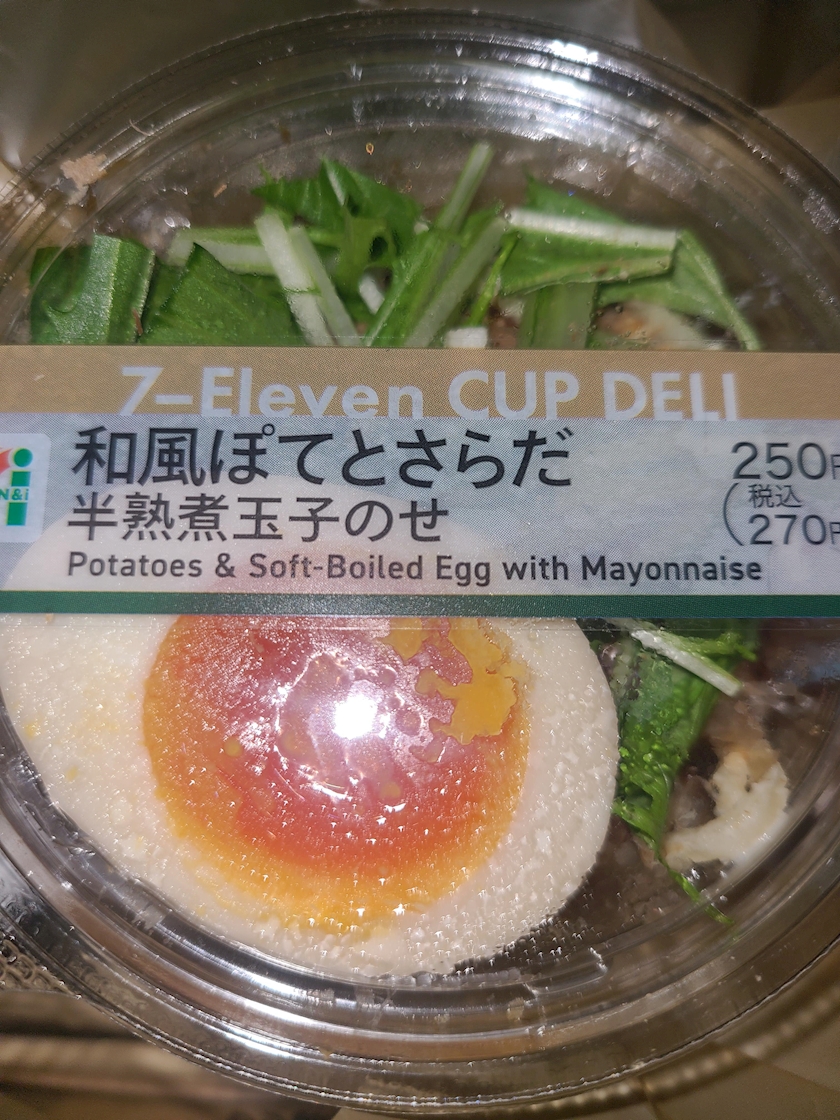 7-Eleven CUP DELI
和風ぽてとさらだ
半熟煮玉子のせ
Potatoes & Soft-Boiled Egg with Mayonnaise
250円
(税込
270円
N&i